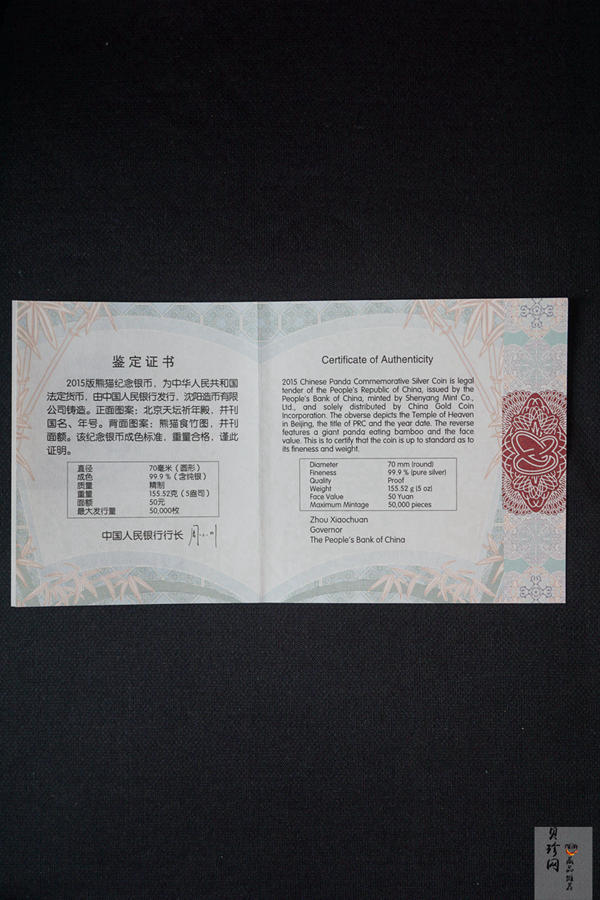 鉴定证书
2015版熊猫纪念银币，为中华人民共和国
法定货币，由中国人民银行发行，沈阳造币有限
公司铸造。正面图案：北京天坛祈年殿，并刊
国名、年号。背面图案：熊猫食竹图，并刊
面额。该纪念银币成色标准，重量合格，谨此
证明。
直径 70毫米（圆形）
成色 99.9％（含纯银）
质量 精制
重量 155.52克（5盎司）
面额 50元
最大发行量 50,000枚
中国人民银行行长
Certificate of Authenticity
2015 Chinese Panda Commemorative Silver Coin is legal
tender of the People's Republic of China, issued by the
People's Bank of China, minted by Shenyang Mint Co.,
Ltd., and solely distributed by China Gold Coin
Incorporation. The obverse depicts the Temple of Heaven
in Beijing, the title of PRC and the year date. The reverse
features a giant panda eating bamboo and the face
value. This is to certify that the coin is up to standard as to
its fineness and weight.
Diameter 70 mm (round)
Fineness 99.9 % (pure silver)
Quality Proof
Weight 155.52 g (5 oz)
Face Value 50 Yuan
Maximum Mintage 50,000 pieces
Zhou Xiaochuan
Governor
The People's Bank of China
贝珍网